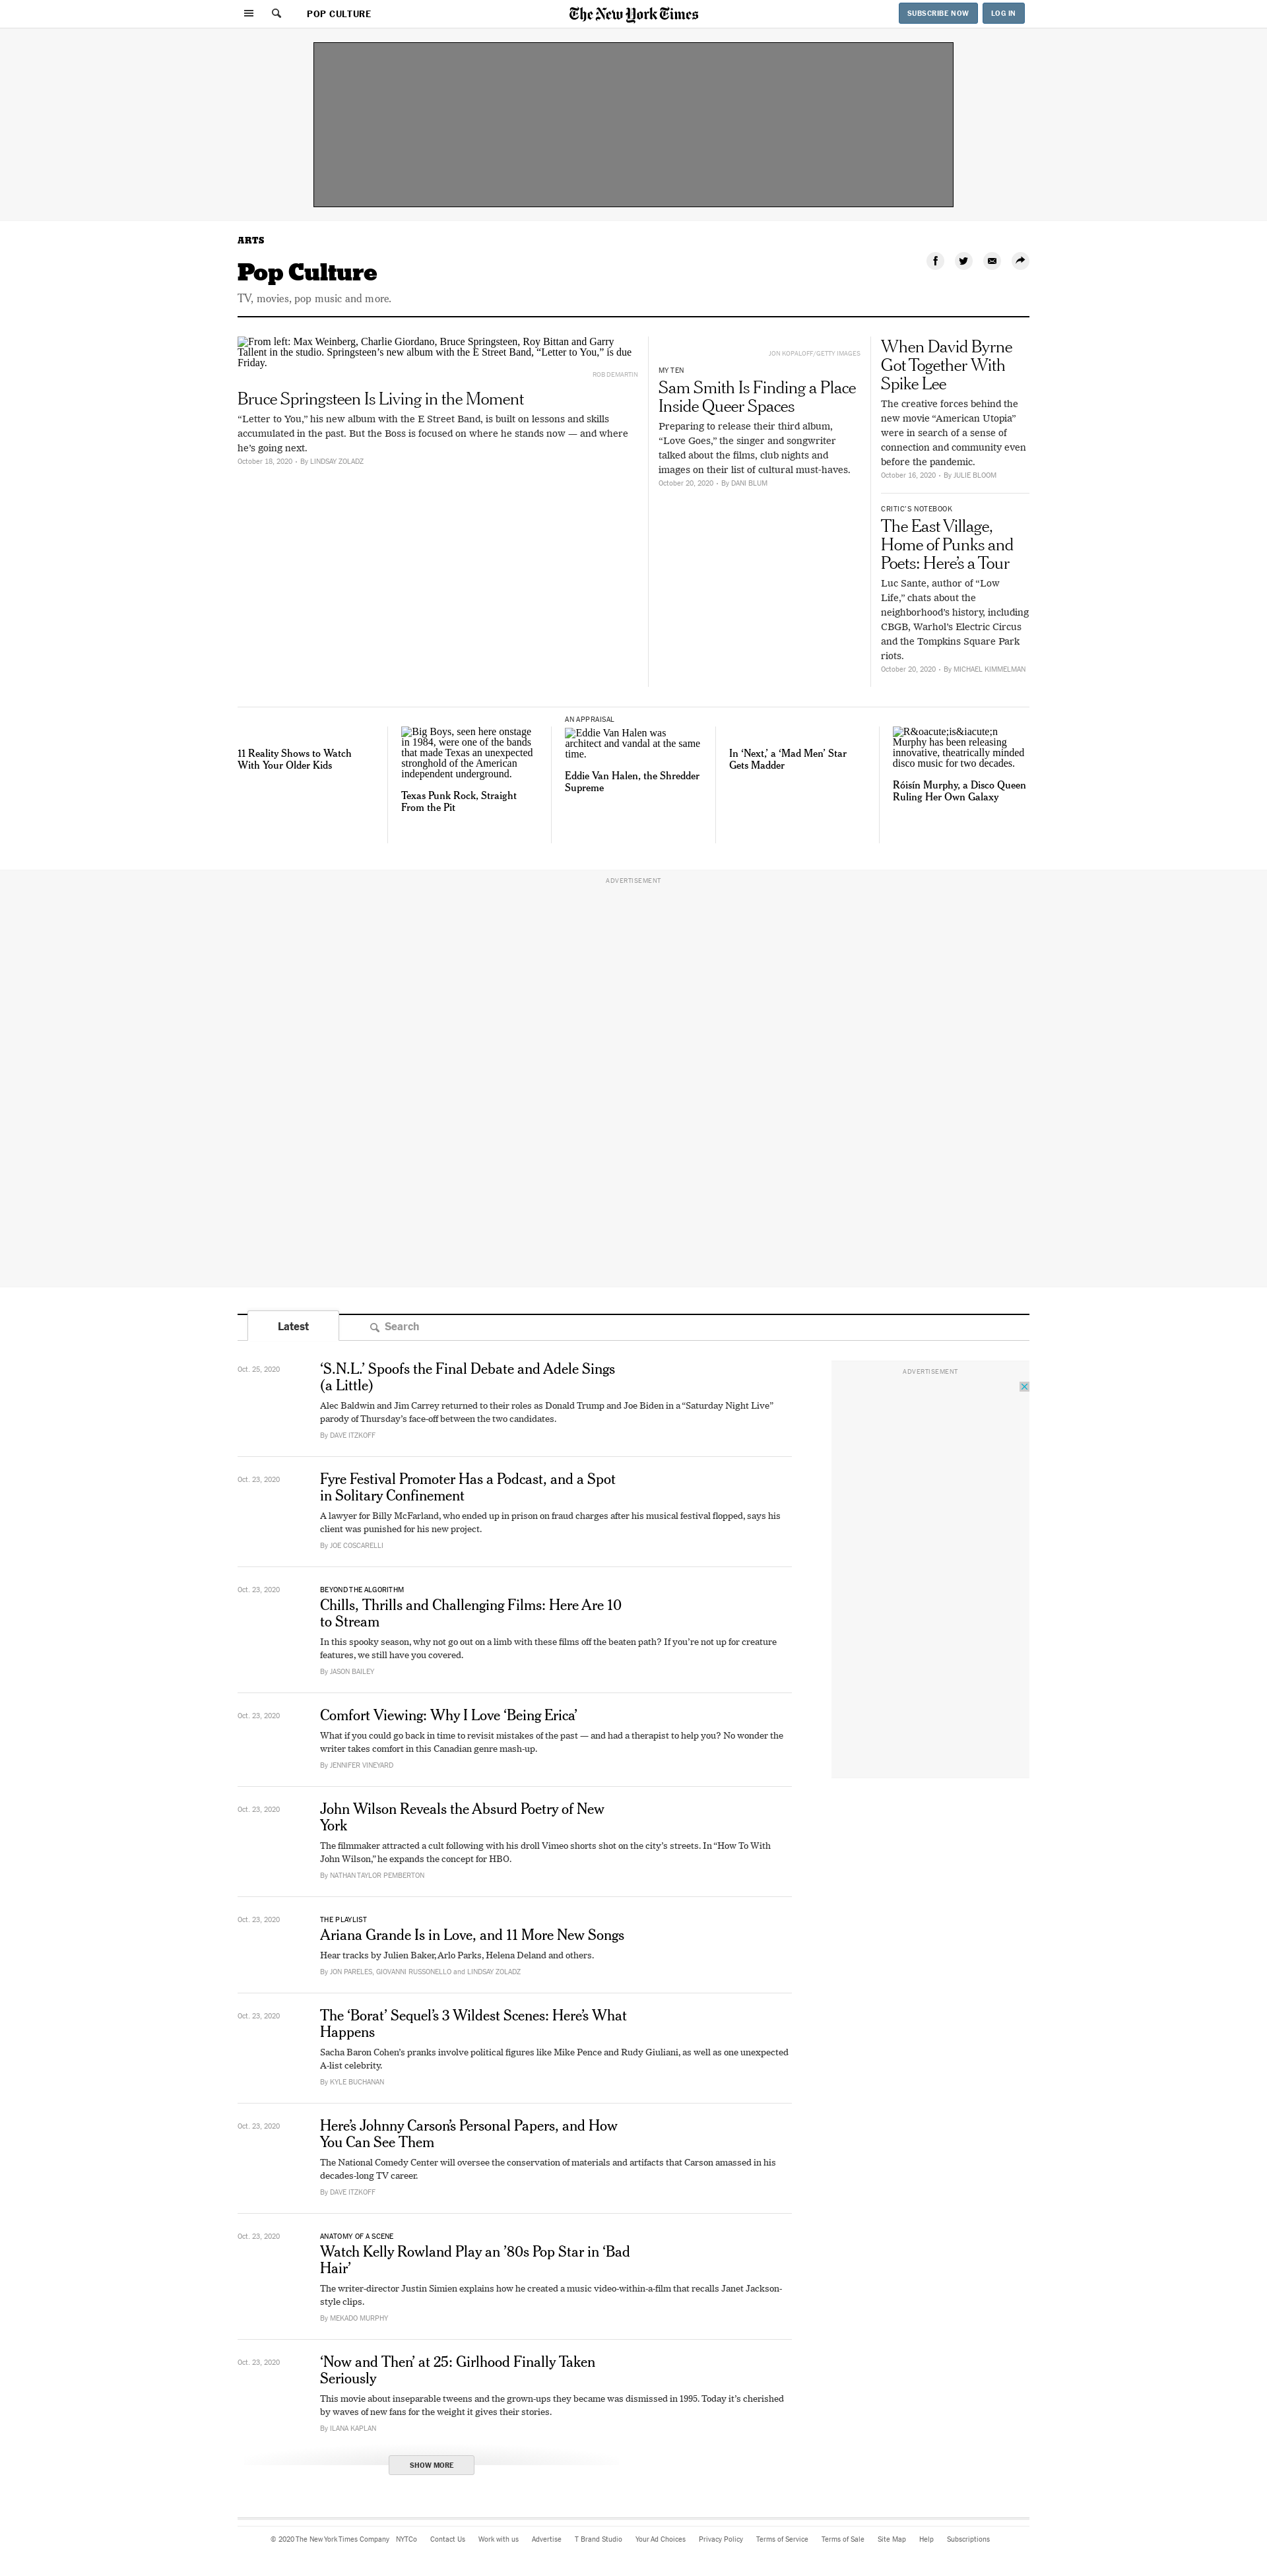 POP CULTURE
The New York Times
SUBSCRIBE NOW
LOG IN
ARTS
Pop Culture
TV, movies, pop music and more.
From left: Max Weinberg, Charlie Giordano, Bruce Springsteen, Roy Bittan and Garry
Tallent in the studio. Springsteen's new album with the E Street Band, “Letter to You,” is due
Friday.
ROB DEMARTIN
Bruce Springsteen Is Living in the Moment
“Letter to You,” his new album with the E Street Band, is built on lessons and skills
accumulated in the past. But the Boss is focused on where he stands now — and where
he’s going next.
October 18, 2020 - By LINDSAY ZOLADZ
JON KOPALOFF/GETTY IMAGES
MY TEN
Sam Smith Is Finding a Place
Inside Queer Spaces
Preparing to release their third album,
“Love Goes,” the singer and songwriter
talked about the films, club nights and
images on their list of cultural must-haves.
October 20, 2020 - By DANI BLUM
When David Byrne
Got Together With
Spike Lee
The creative forces behind the
new movie “American Utopia”
were in search of a sense of
connection and community even
before the pandemic.
October 16, 2020 - By JULIE BLOOM
CRITIC’S NOTEBOOK
The East Village,
Home of Punks and
Poets: Here’s a Tour
Luc Sante, author of “Low
Life,” chats about the
neighborhood’s history, including
CBGB, Warhol’s Electric Circus
and the Tompkins Square Park
riots.
October 20, 2020 - By MICHAEL KIMMELMAN
11 Reality Shows to Watch
With Your Older Kids
Big Boys, seen here onstage
in 1984, were one of the bands
that made Texas an unexpected
stronghold of the American
independent underground.
Texas Punk Rock, Straight
From the Pit
AN APPRAISAL
Eddie Van Halen was
architect and vandal at the same
time.
Eddie Van Halen, the Shredder
Supreme
In ‘Next,’ a ‘Mad Men’ Star
Gets Madder
R&oacute;is&iacute;n
Murphy has been releasing
innovative, theatrically minded
disco music for two decades.
Róisín Murphy, a Disco Queen
Ruling Her Own Galaxy
ADVERTISEMENT
Latest
Search
ADVERTISEMENT
Oct. 25, 2020
‘S.N.L.’ Spoofs the Final Debate and Adele Sings
(a Little)
Alec Baldwin and Jim Carrey returned to their roles as Donald Trump and Joe Biden in a “Saturday Night Live”
parody of Thursday’s face-off between the two candidates.
By DAVE ITZKOFF
Oct. 23, 2020
Fyre Festival Promoter Has a Podcast, and a Spot
in Solitary Confinement
A lawyer for Billy McFarland, who ended up in prison on fraud charges after his musical festival flopped, says his
client was punished for his new project.
By JOE COSCARELLI
Oct. 23, 2020
BEYOND THE ALGORITHM
Chills, Thrills and Challenging Films: Here Are 10
to Stream
In this spooky season, why not go out on a limb with these films off the beaten path? If you’re not up for creature
features, we still have you covered.
By JASON BAILEY
Oct. 23, 2020
Comfort Viewing: Why I Love ‘Being Erica’
What if you could go back in time to revisit mistakes of the past — and had a therapist to help you? No wonder the
writer takes comfort in this Canadian genre mash-up.
By JENNIFER VINEYARD
Oct. 23, 2020
John Wilson Reveals the Absurd Poetry of New
York
The filmmaker attracted a cult following with his droll Vimeo shorts shot on the city’s streets. In “How To With
John Wilson,” he expands the concept for HBO.
By NATHAN TAYLOR PEMBERTON
Oct. 23, 2020
THE PLAYLIST
Ariana Grande Is in Love, and 11 More New Songs
Hear tracks by Julien Baker, Arlo Parks, Helena Deland and others.
By JON PARELES, GIOVANNI RUSSONELLO and LINDSAY ZOLADZ
Oct. 23, 2020
The ‘Borat’ Sequel’s 3 Wildest Scenes: Here’s What
Happens
Sacha Baron Cohen’s pranks involve political figures like Mike Pence and Rudy Giuliani, as well as one unexpected
A-list celebrity.
By KYLE BUCHANAN
Oct. 23, 2020
Here’s Johnny Carson’s Personal Papers, and How
You Can See Them
The National Comedy Center will oversee the conservation of materials and artifacts that Carson amassed in his
decades-long TV career.
By DAVE ITZKOFF
Oct. 23, 2020
ANATOMY OF A SCENE
Watch Kelly Rowland Play an ’80s Pop Star in ‘Bad
Hair’
The writer-director Justin Simien explains how he created a music video-within-a-film that recalls Janet Jackson-
style clips.
By MEKADO MURPHY
Oct. 23, 2020
‘Now and Then’ at 25: Girlhood Finally Taken
Seriously
This movie about inseparable tweens and the grown-ups they became was dismissed in 1995. Today it’s cherished
by waves of new fans for the weight it gives their stories.
By ILANA KAPLAN
SHOW MORE
© 2020 The New York Times Company NYTCo Contact Us Work with us Advertise T Brand Studio Your Ad Choices Privacy Policy Terms of Service Terms of Sale Site Map Help Subscriptions